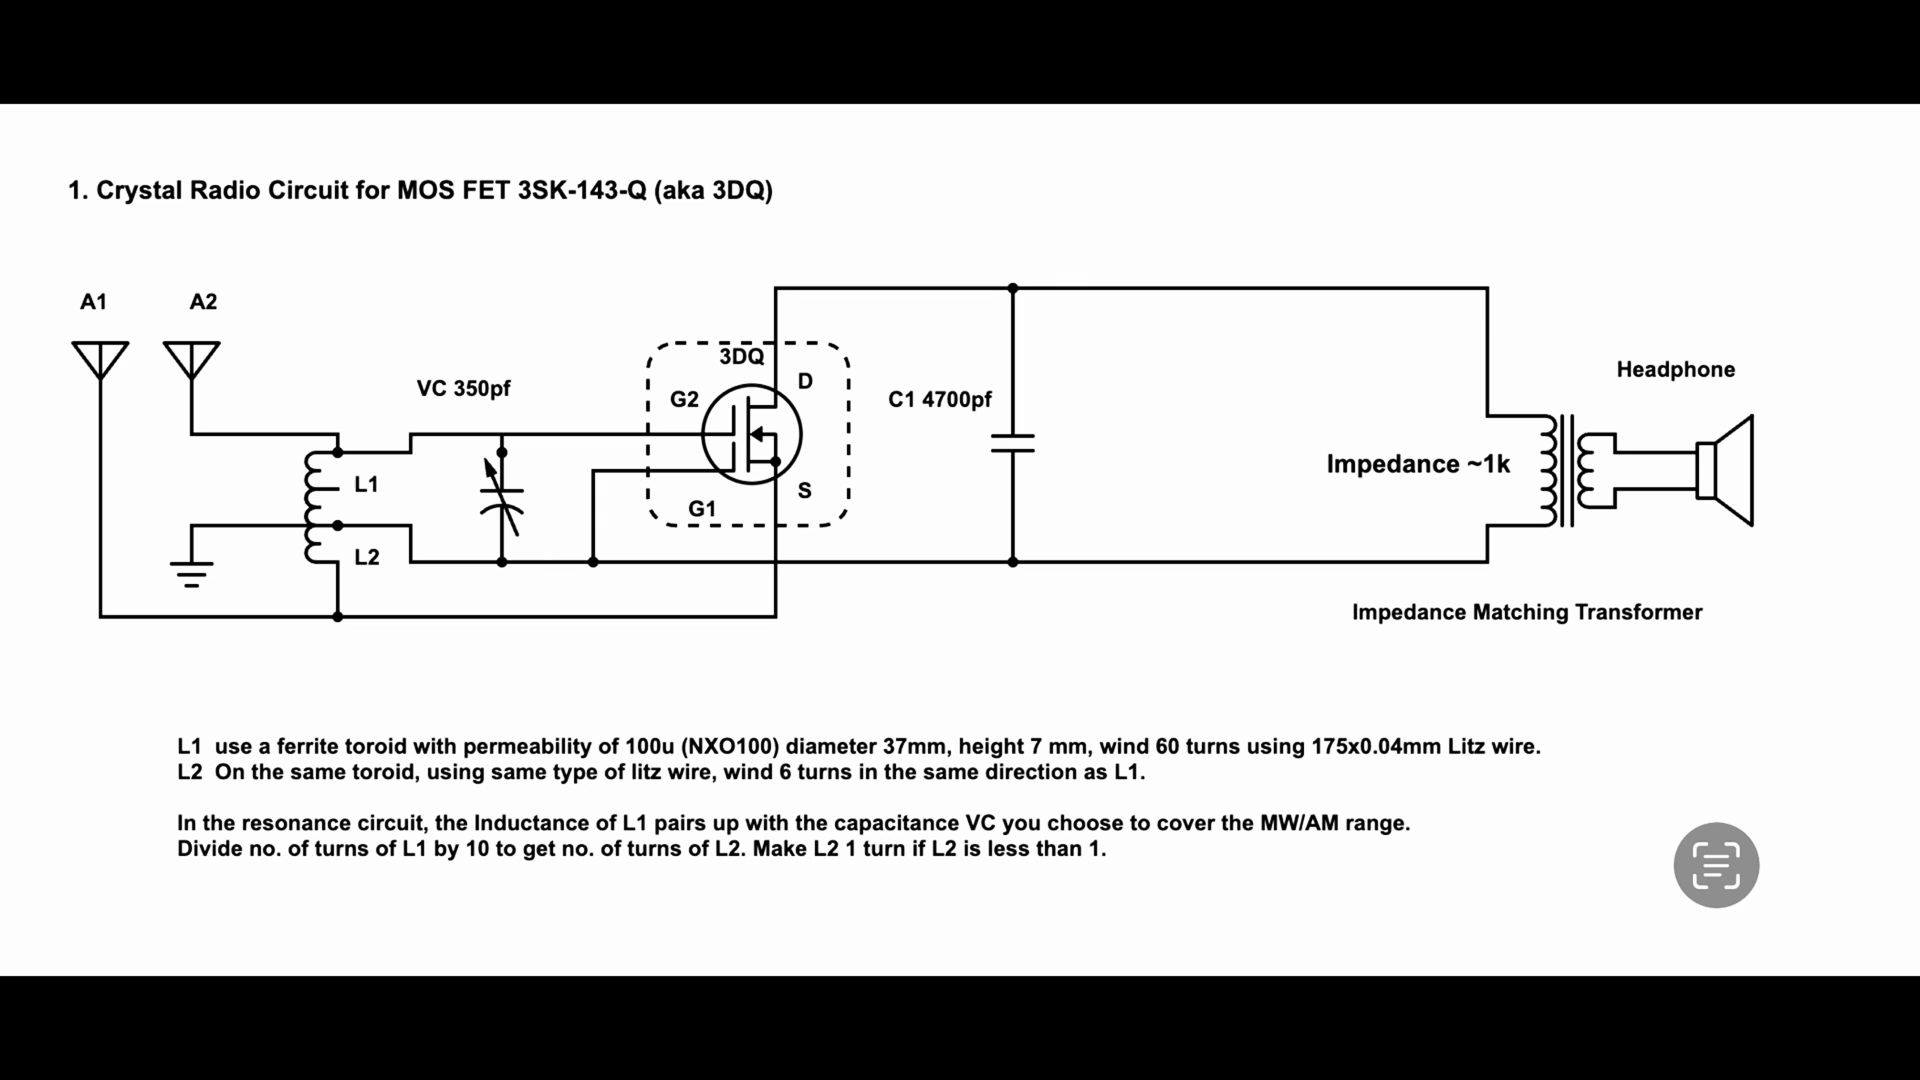 1. Crystal Radio Circuit for MOS FET 3SK-143-Q (aka 3DQ)
A1
A2
VC 350pf
3DQ
D
G2
C1 4700pf
Headphone
L1
Impedance ~1k
S
G1
L2
Impedance Matching Transformer
L1 use a ferrite toroid with permeability of 100u (NXO100) diameter 37mm, height 7 mm, wind 60 turns using 175x0.04mm Litz wire.
L2 On the same toroid, using same type of litz wire, wind 6 turns in the same direction as L1.
In the resonance circuit, the Inductance of L1 pairs up with the capacitance VC you choose to cover the MW/AM range.
Divide no. of turns of L1 by 10 to get no. of turns of L2. Make L2 1 turn if L2 is less than 1.